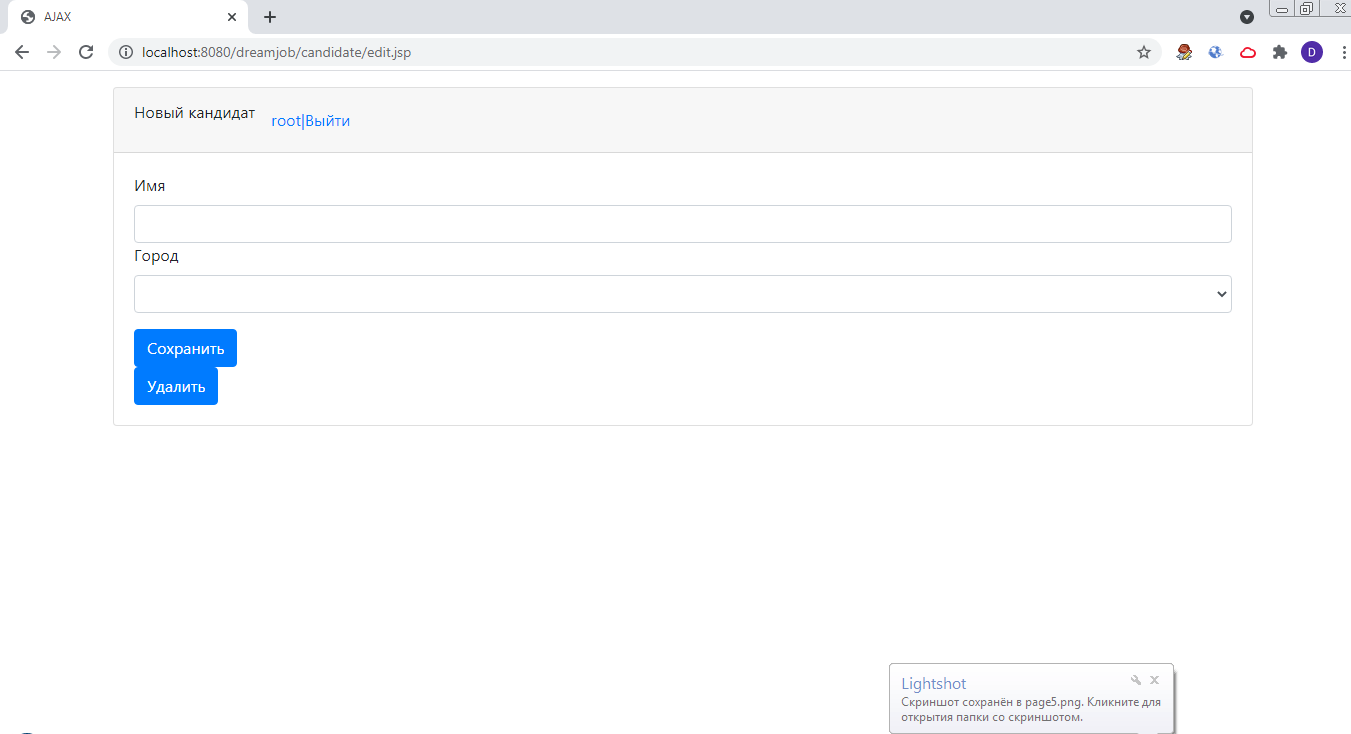 AJAX
localhost:8080/dreamjob/candidate/edit.jsp
D
Новый кандидат
root|Выйти
Имя
Город
Сохранить
Удалить
Lightshot
Скриншот сохранён в page5.png. Кликните для
открытия папки со скриншотом.